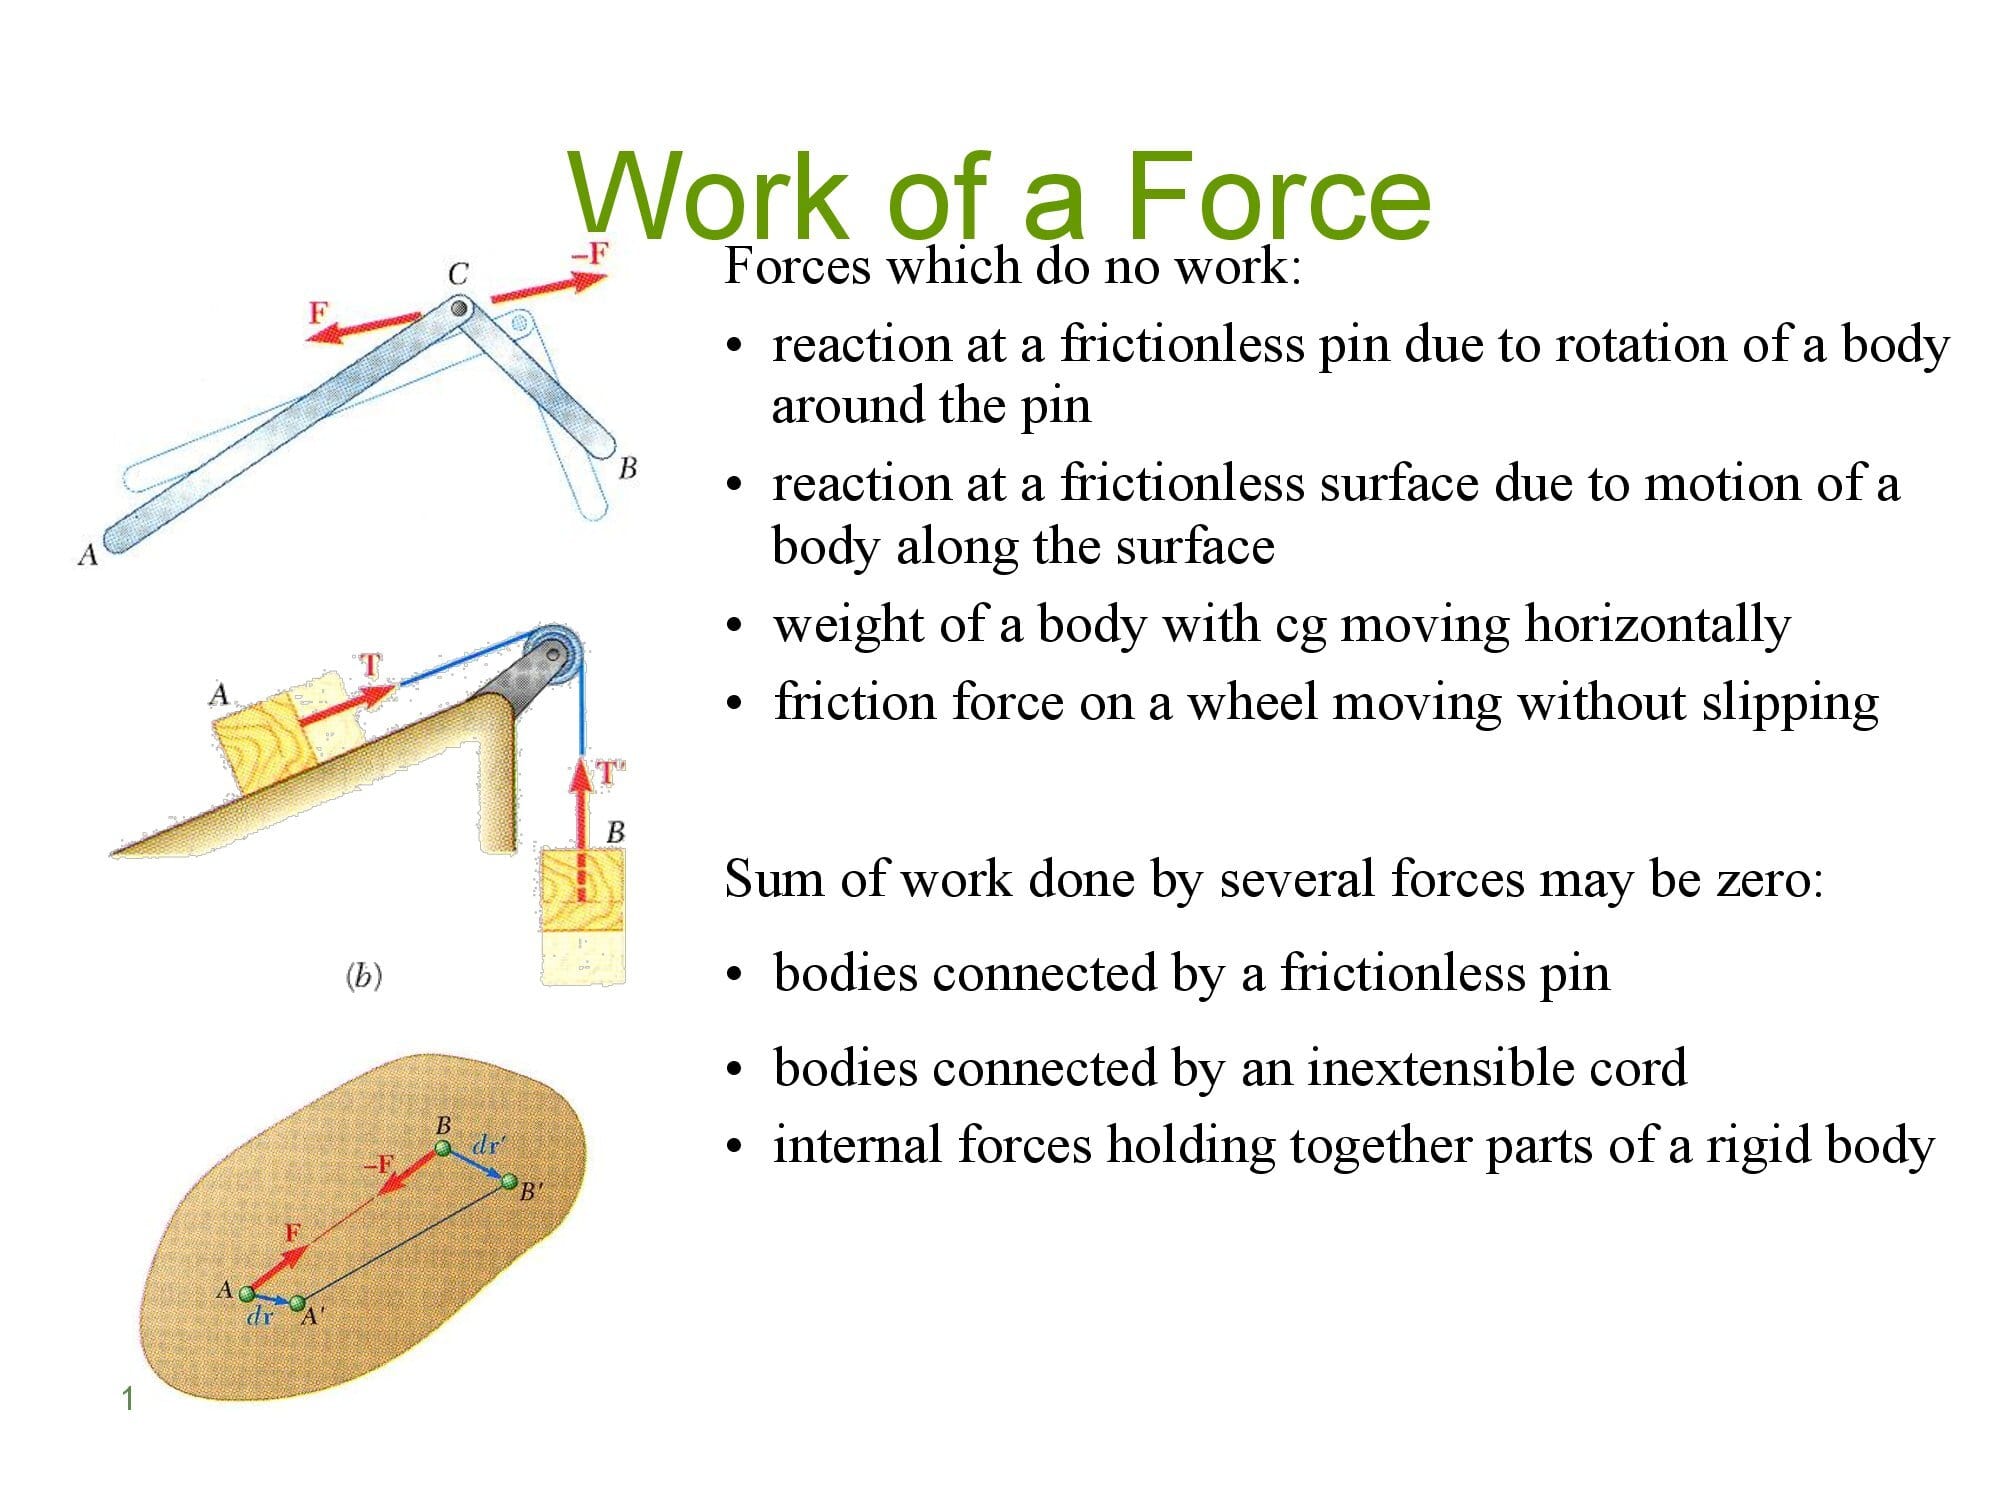 Work of a Force
Forces which do no work:
• reaction at a frictionless pin due to rotation of a body
around the pin
• reaction at a frictionless surface due to motion of a
body along the surface
• weight of a body with cg moving horizontally
• friction force on a wheel moving without slipping
Sum of work done by several forces may be zero:
• bodies connected by a frictionless pin
• bodies connected by an inextensible cord
• internal forces holding together parts of a rigid body
–F
C
F
B
A
T
A
T'
B
(b)
B
dr'
–F
B'
F
A
dr
A'
1